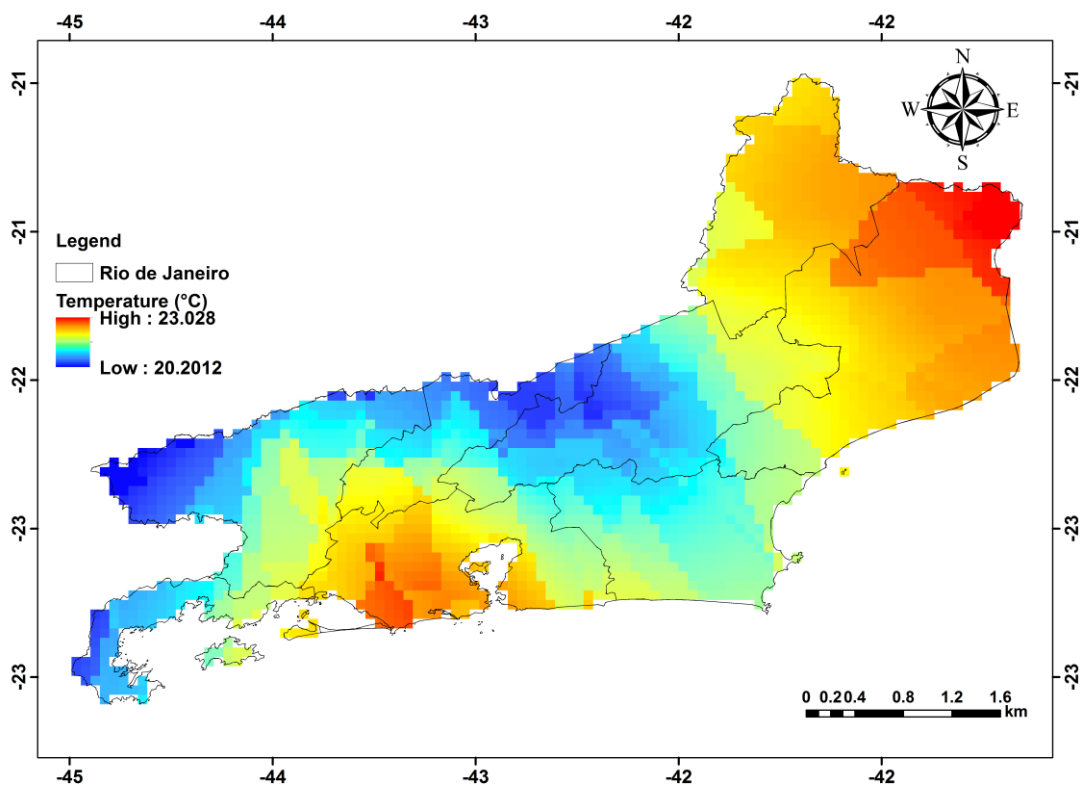 -45 -44 -43 -42 -42
-21
-21
-22
-23
-23
-21
-21
-22
-23
-23
N
W E
S
Legend
Rio de Janeiro
Temperature (°C)
High : 23.028
Low : 20.2012
0 0.20.4 0.8 1.2 1.6
km
-45 -44 -43 -42 -42